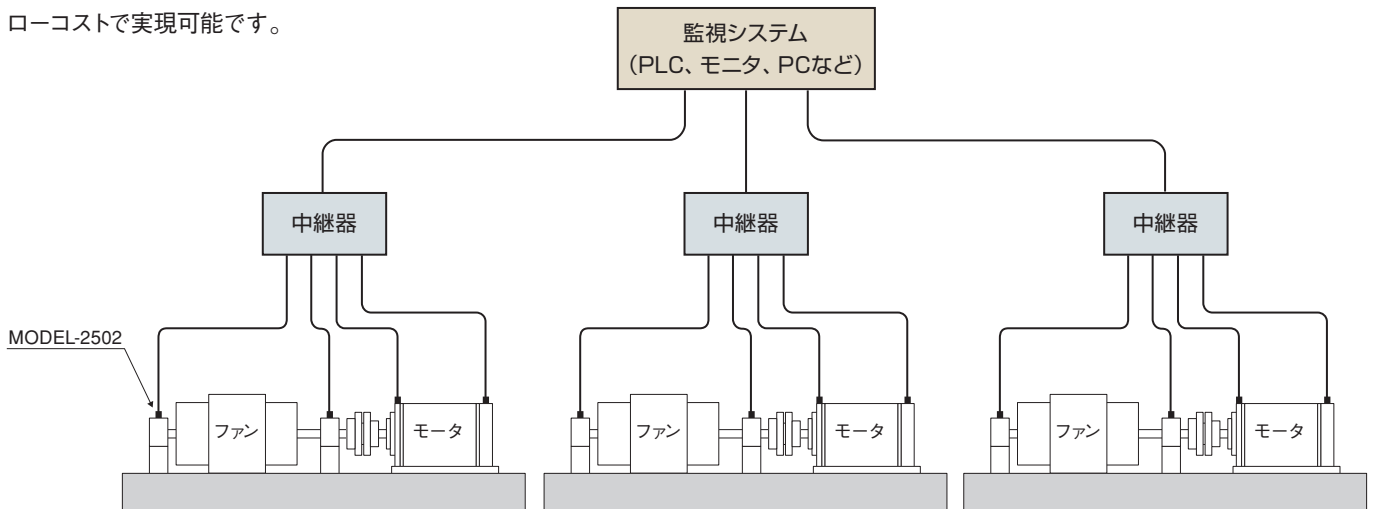 ローコストで実現可能です。
監視システム
(PLC、モニタ、PCなど)
中継器
中継器
中継器
MODEL-2502
ファン
モータ
ファン
モータ
ファン
モータ